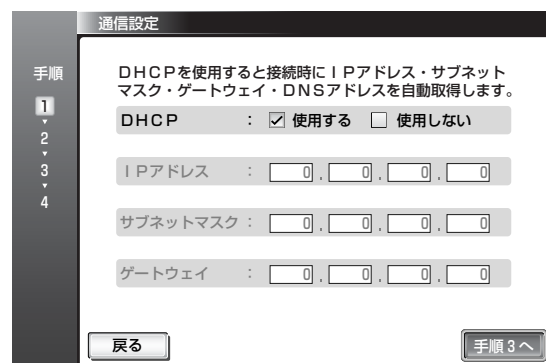 通信設定
手順
1
2
3
4
DHCPを使用すると接続時にIPアドレス・サブネット
マスク・ゲートウェイ・DNSアドレスを自動取得します。
DHCP : ☑ 使用する ☐ 使用しない
IPアドレス : 0 . 0 . 0 . 0
サブネットマスク : 0 . 0 . 0 . 0
ゲートウェイ : 0 . 0 . 0 . 0
戻る
手順3へ